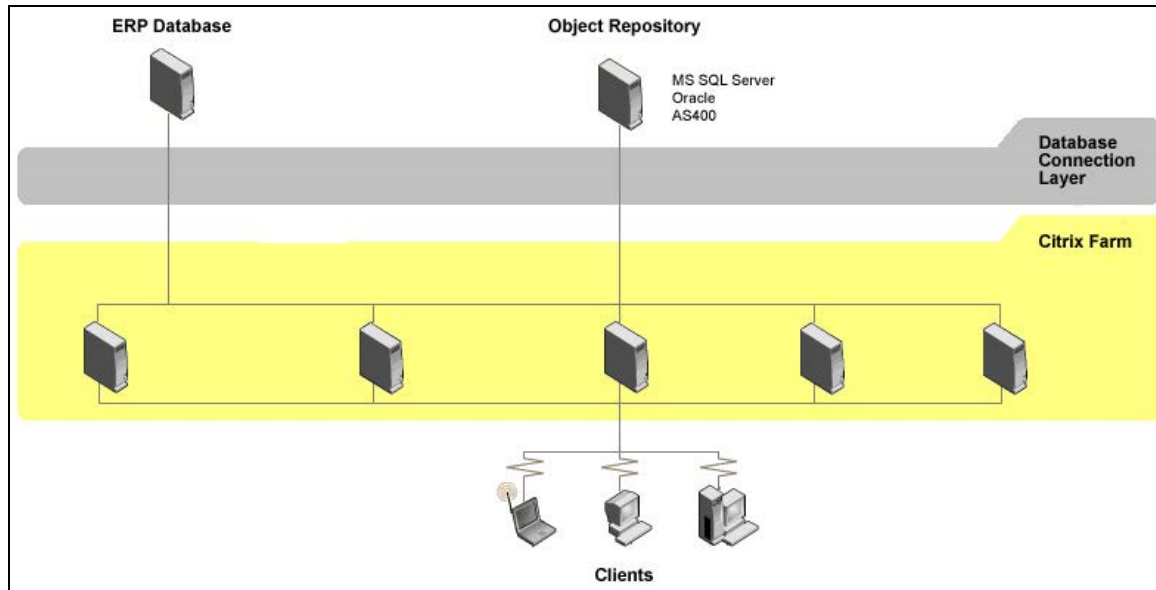 ERP Database
Object Repository
MS SQL Server
Oracle
AS400
Database
Connection
Layer
Citrix Farm
Clients